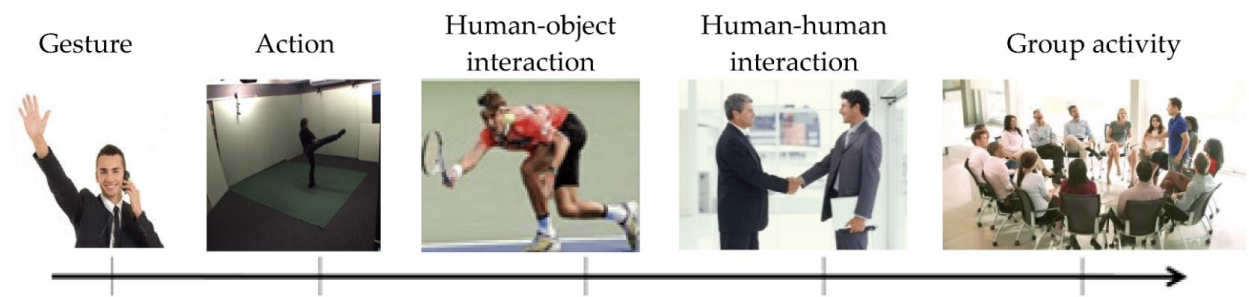 Gesture
Action
Human-object
interaction
Human-human
interaction
Group activity